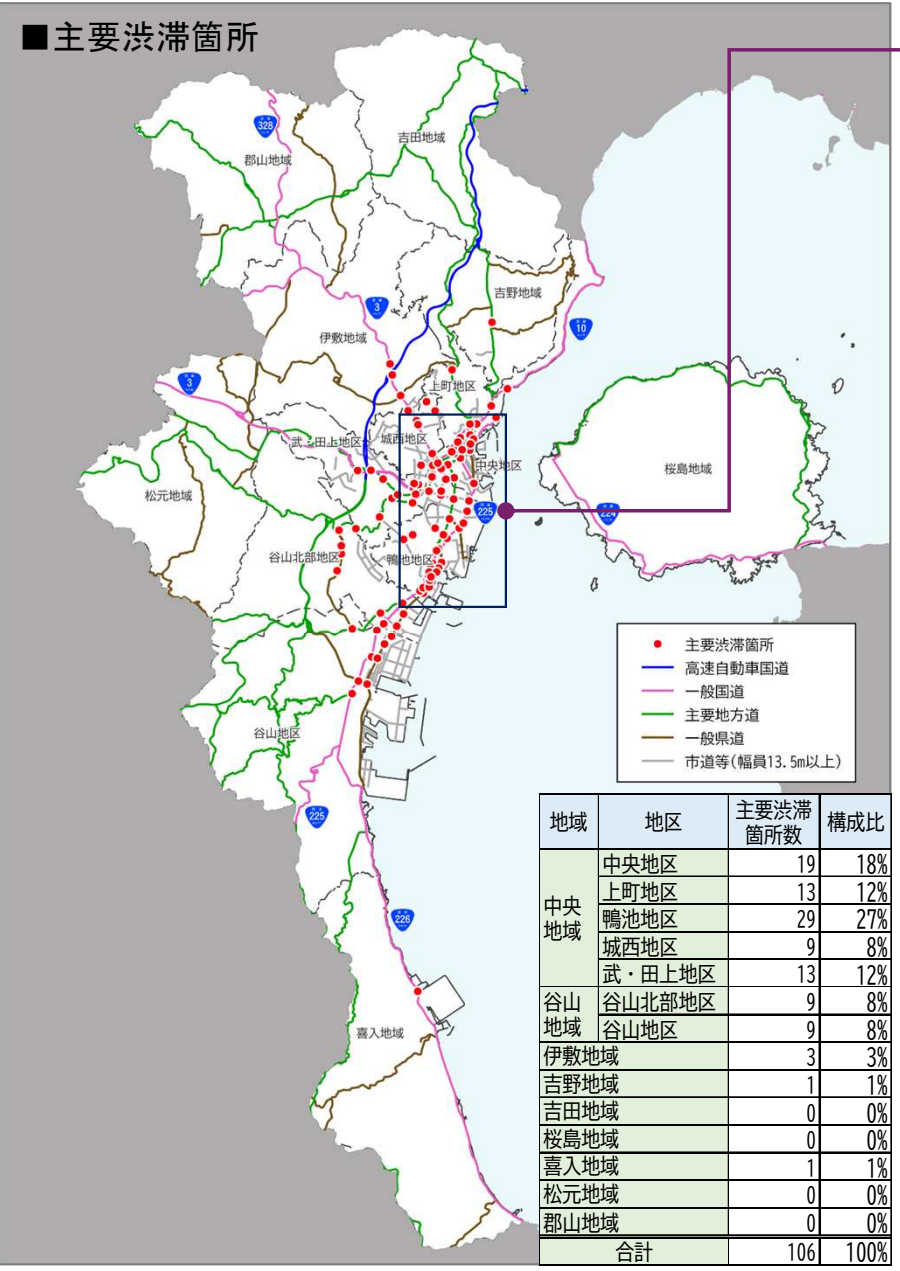 ■主要渋滞箇所
328
郡山地域
吉田地域
吉野地域
3
10
伊敷地域
3
上町地区
武・田上地区
城西地区
中央地区
桜島地域
松元地域
225
224
谷山北部地区
鴨池地区
主要渋滞箇所
高速自動車国道
一般国道
主要地方道
一般県道
市道等(幅員13.5m以上)
谷山地区
225
226
喜入地域
地域 地区 主要渋滞箇所数 構成比
中央地域 中央地区 19 18%
上町地区 13 12%
鴨池地区 29 27%
城西地区 9 8%
武・田上地区 13 12%
谷山地域 谷山北部地区 9 8%
谷山地区 9 8%
伊敷地域 3 3%
吉野地域 1 1%
吉田地域 0 0%
桜島地域 0 0%
喜入地域 1 1%
松元地域 0 0%
郡山地域 0 0%
合計 106 100%